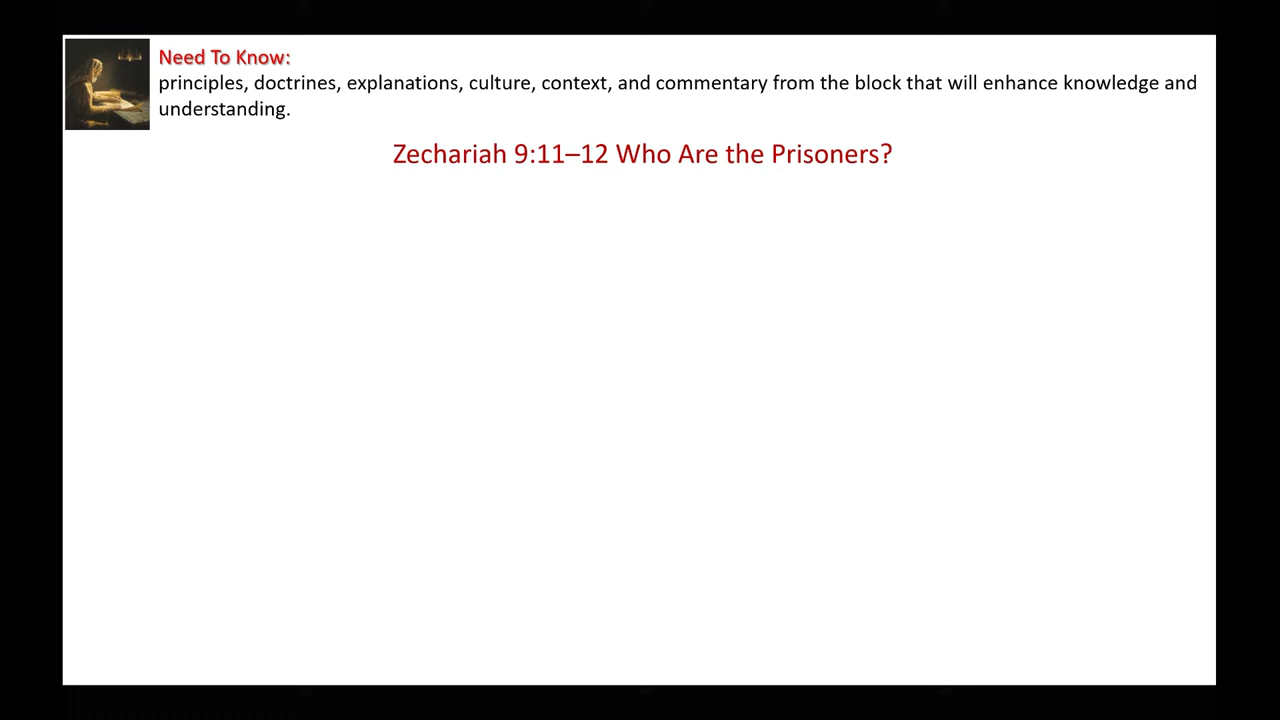 Need To Know:
principles, doctrines, explanations, culture, context, and commentary from the block that will enhance knowledge and
understanding.
Zechariah 9:11–12 Who Are the Prisoners?